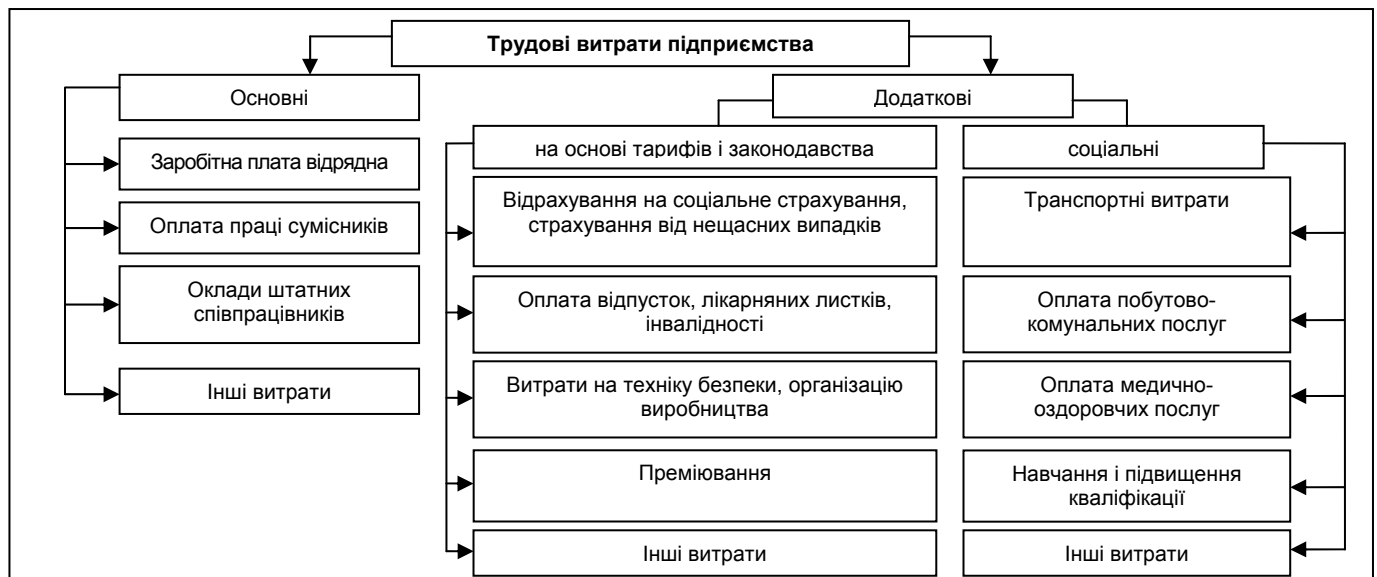 Трудові витрати підприємства
Основні
Заробітна плата відрядна
Оплата праці сумісників
Оклади штатних
співпрацівників
Інші витрати
Додаткові
на основі тарифів і законодавства
Відрахування на соціальне страхування,
страхування від нещасних випадків
Оплата відпусток, лікарняних листків,
інвалідності
Витрати на техніку безпеки, організацію
виробництва
Преміювання
Інші витрати
соціальні
Транспортні витрати
Оплата побутово-
комунальних послуг
Оплата медично-
оздоровчих послуг
Навчання і підвищення
кваліфікації
Інші витрати